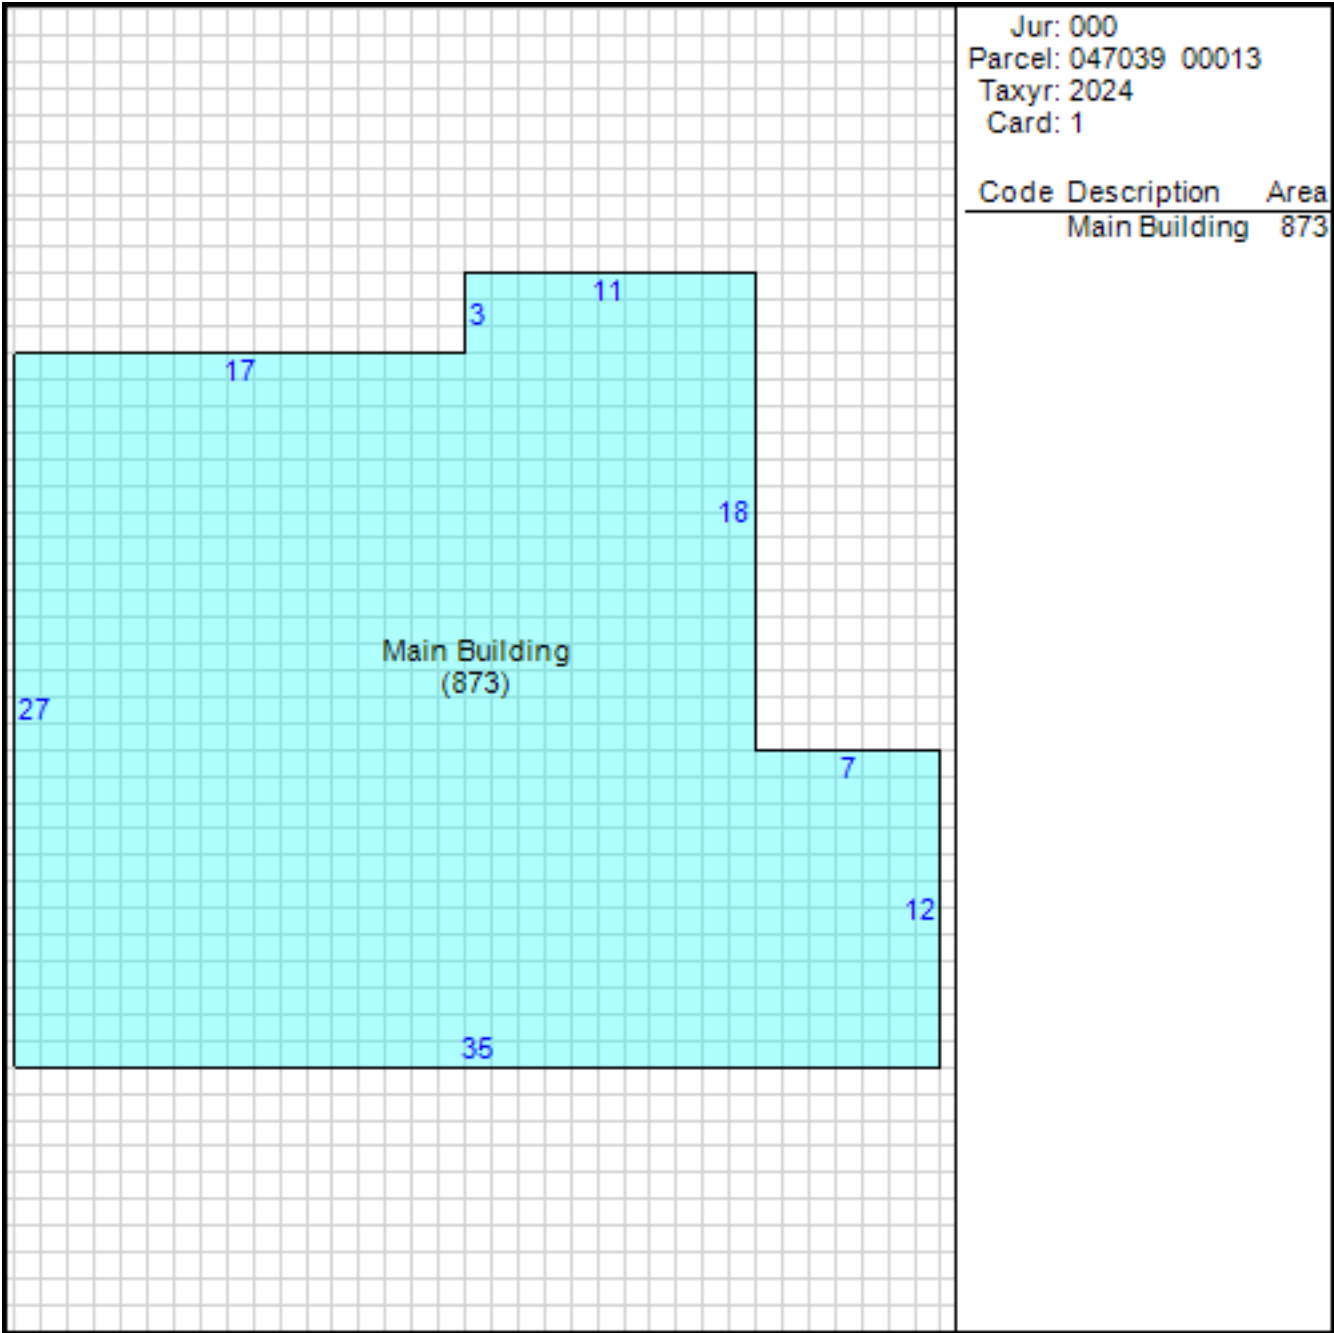 Jur: 000
Parcel: 047039 00013
Taxyr: 2024
Card: 1
Code Description Area
Main Building 873
11
3
17
18
Main Building
(873)
27
7
12
35